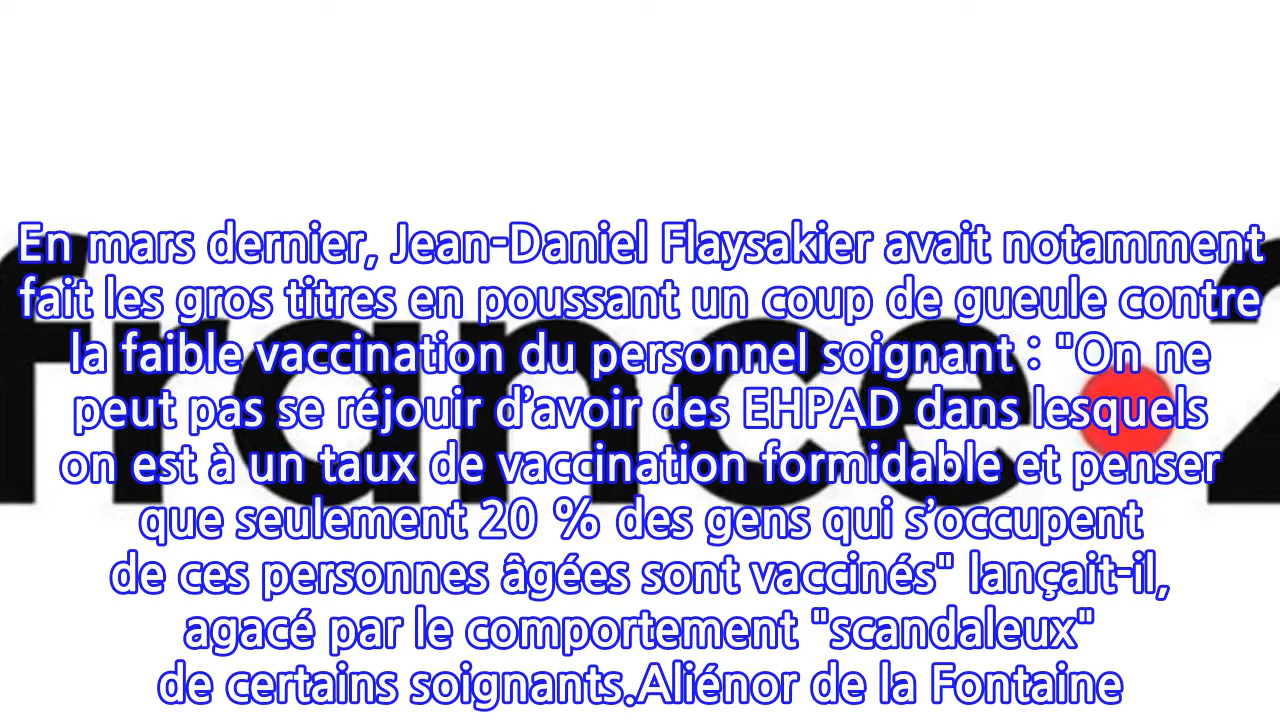 france•2
En mars dernier, Jean-Daniel Flaysakier avait notamment
fait les gros titres en poussant un coup de gueule contre
la faible vaccination du personnel soignant : "On ne
peut pas se réjouir d’avoir des EHPAD dans lesquels
on est à un taux de vaccination formidable et penser
que seulement 20 % des gens qui s’occupent
de ces personnes âgées sont vaccinés" lançait-il,
agacé par le comportement "scandaleux"
de certains soignants.Aliénor de la Fontaine